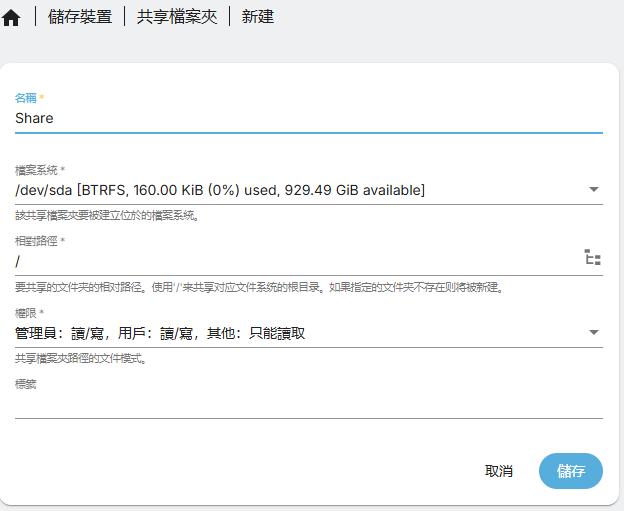 儲存裝置 | 共享檔案夾 | 新建
名稱 *
Share
檔案系統 *
/dev/sda [BTRFS, 160.00 KiB (0%) used, 929.49 GiB available]
該共享檔案夾要被建立位於的檔案系統。
相對路徑 *
/
要共享的文件夹的相对路径。使用'/'来共享对应文件系统的根目录。如果指定的文件夹不存在则将被新建。
權限 *
管理員：讀/寫，用戶：讀/寫，其他：只能讀取
共享檔案夾路徑的文件模式。
標籤
取消
儲存